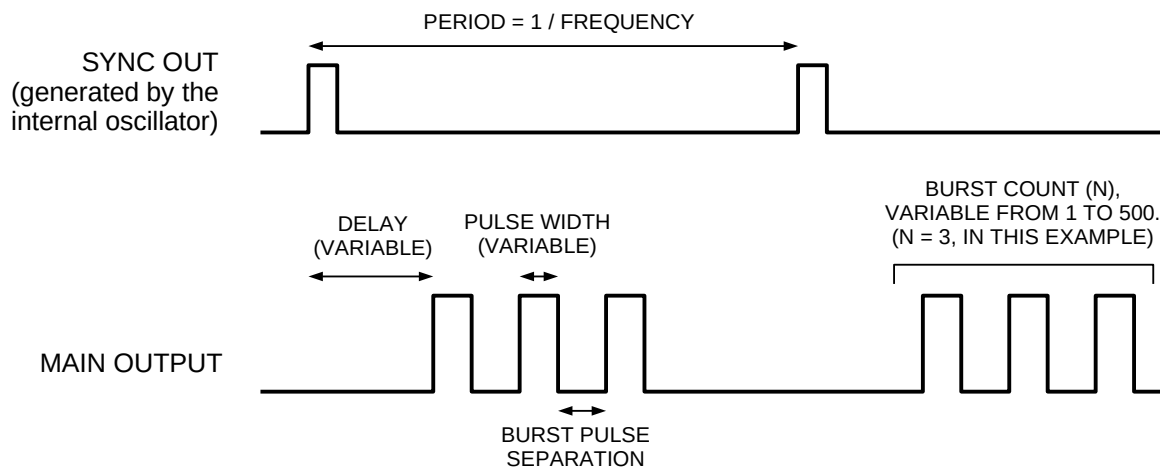 PERIOD = 1 / FREQUENCY
SYNC OUT
(generated by the
internal oscillator)
BURST COUNT (N),
VARIABLE FROM 1 TO 500.
(N = 3, IN THIS EXAMPLE)
DELAY
(VARIABLE)
PULSE WIDTH
(VARIABLE)
MAIN OUTPUT
BURST PULSE
SEPARATION